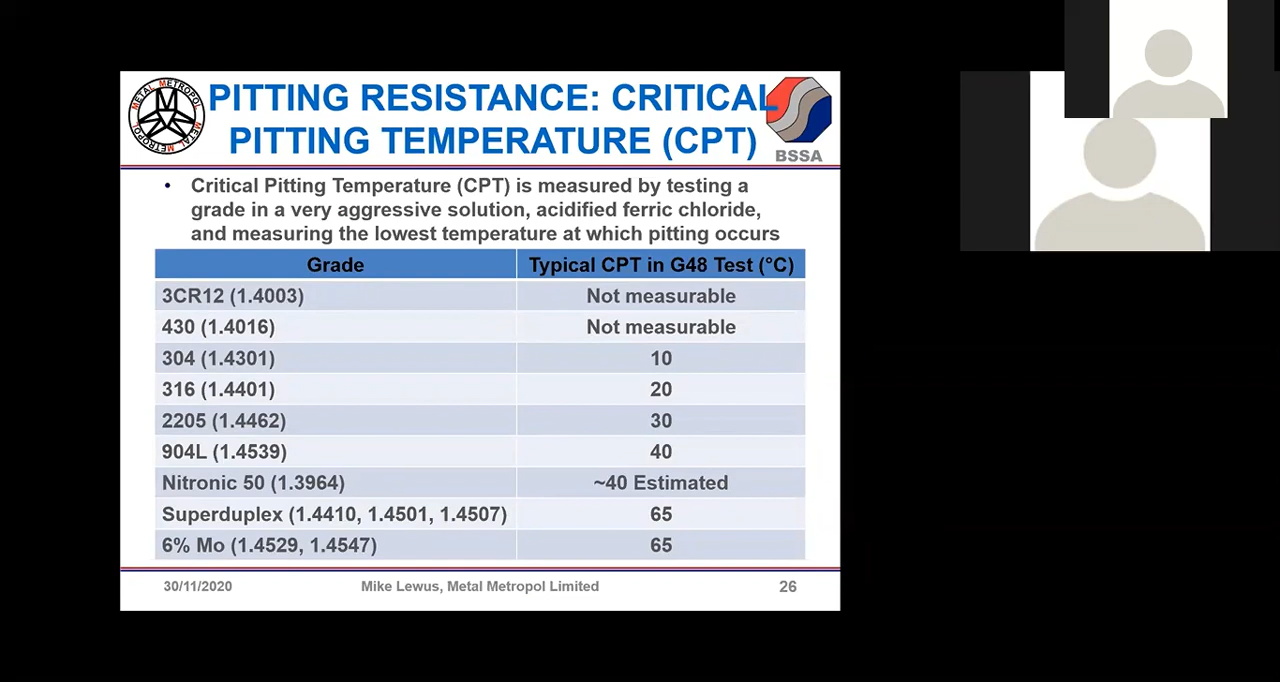 METAL METROPOL METAL METROPOL
M
PITTING RESISTANCE: CRITICAL
PITTING TEMPERATURE (CPT)
BSSA
• Critical Pitting Temperature (CPT) is measured by testing a
grade in a very aggressive solution, acidified ferric chloride,
and measuring the lowest temperature at which pitting occurs
Grade Typical CPT in G48 Test (°C)
3CR12 (1.4003) Not measurable
430 (1.4016) Not measurable
304 (1.4301) 10
316 (1.4401) 20
2205 (1.4462) 30
904L (1.4539) 40
Nitronic 50 (1.3964) ~40 Estimated
Superduplex (1.4410, 1.4501, 1.4507) 65
6% Mo (1.4529, 1.4547) 65
30/11/2020 Mike Lewus, Metal Metropol Limited 26